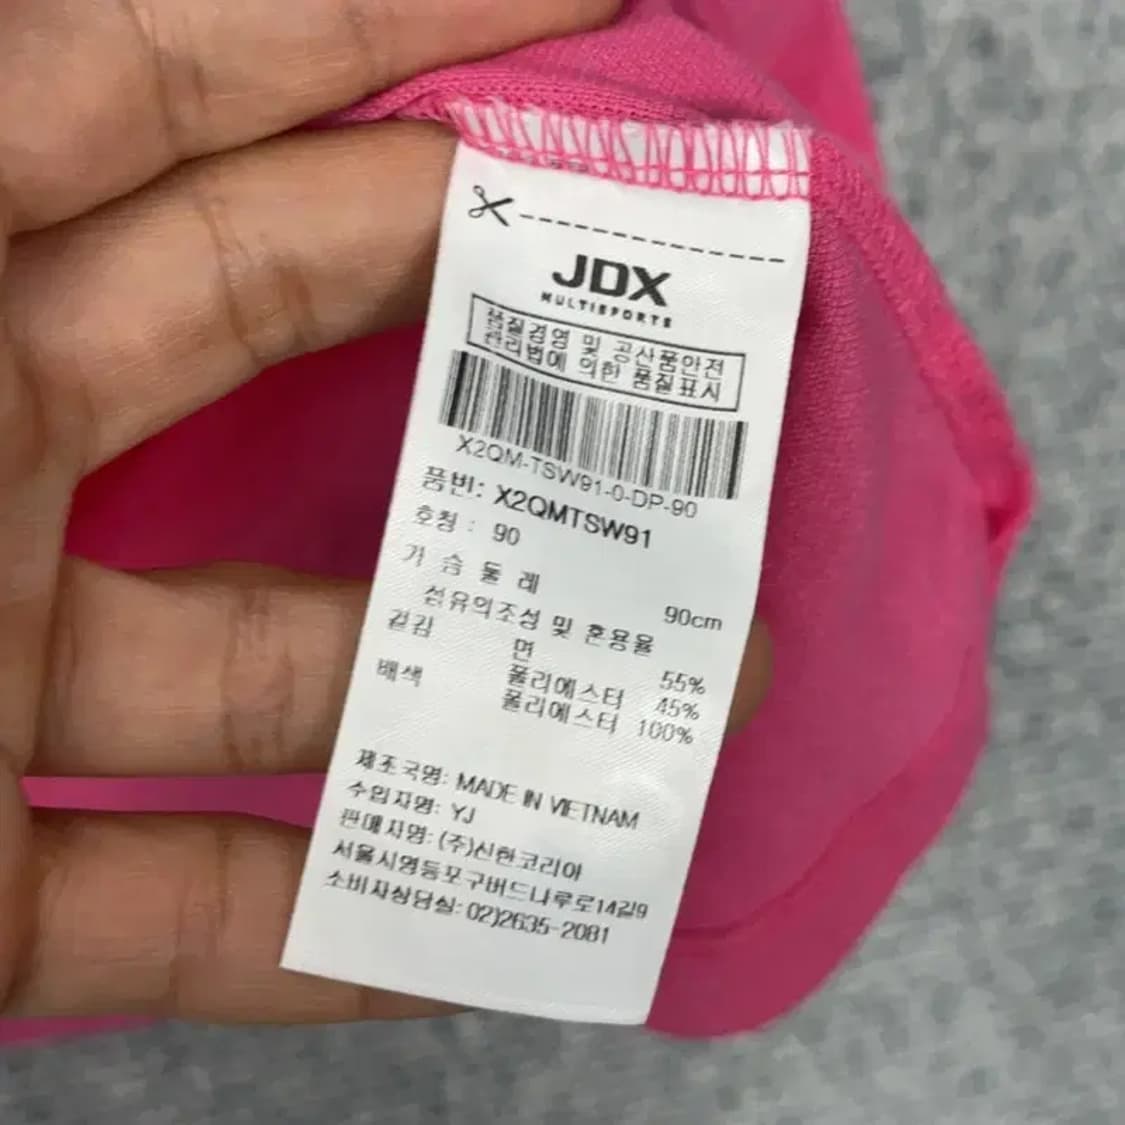 JDX
MULTISPORTS
품질경영 및 공산품안전
관리법에 의한 품질표시
X2QM-TSW91-0-DP-90
품번: X2QMTSW91
호칭 : 90
가 슴 둘 레 90cm
섬유의조성 및 혼용율
겉감 면 55%
폴리에스터 45%
배색 폴리에스터 100%
제조국명: MADE IN VIETNAM
수입자명: YJ
판매자명: (주)신한코리아
서울시영등포구버드나루로14길9
소비자상담실: 02)2635-2081